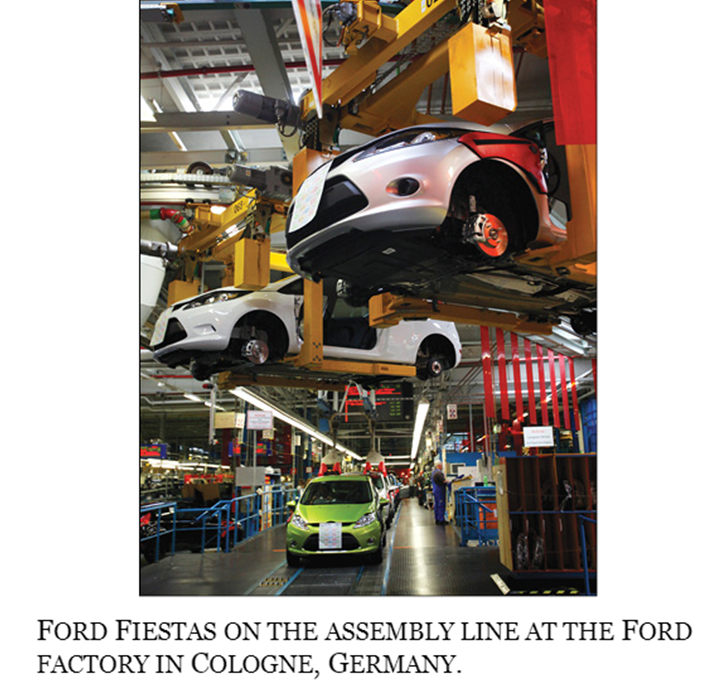 FORD FIESTAS ON THE ASSEMBLY LINE AT THE FORD
FACTORY IN COLOGNE, GERMANY.